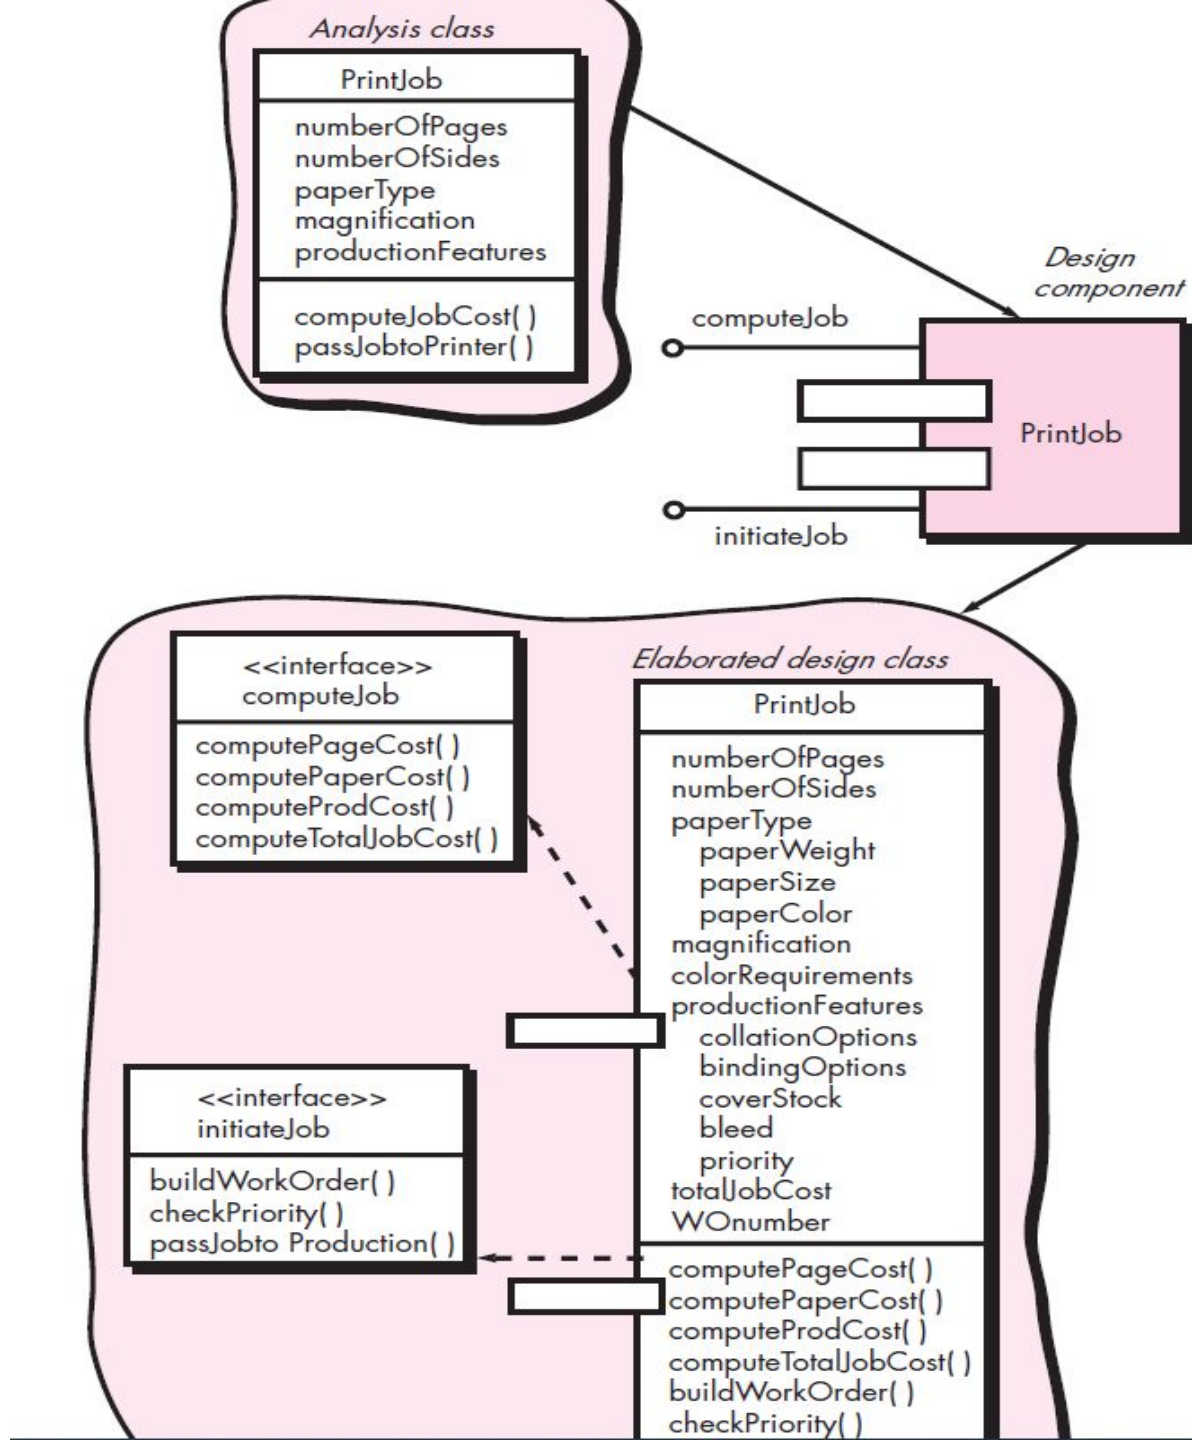 Analysis class
PrintJob
numberOfPages
numberOfSides
paperType
magnification
productionFeatures
computeJobCost( )
passJobtoPrinter( )
Design
component
computeJob
PrintJob
initiateJob
<<interface>>
computeJob
computePageCost( )
computePaperCost( )
computeProdCost( )
computeTotalJobCost( )
Elaborated design class
PrintJob
numberOfPages
numberOfSides
paperType
paperWeight
paperSize
paperColor
magnification
colorRequirements
productionFeatures
collationOptions
bindingOptions
coverStock
bleed
priority
totalJobCost
WOnumber
computePageCost( )
computePaperCost( )
computeProdCost( )
computeTotalJobCost( )
buildWorkOrder( )
checkPriority( )
<<interface>>
initiateJob
buildWorkOrder( )
checkPriority( )
passJobto Production( )